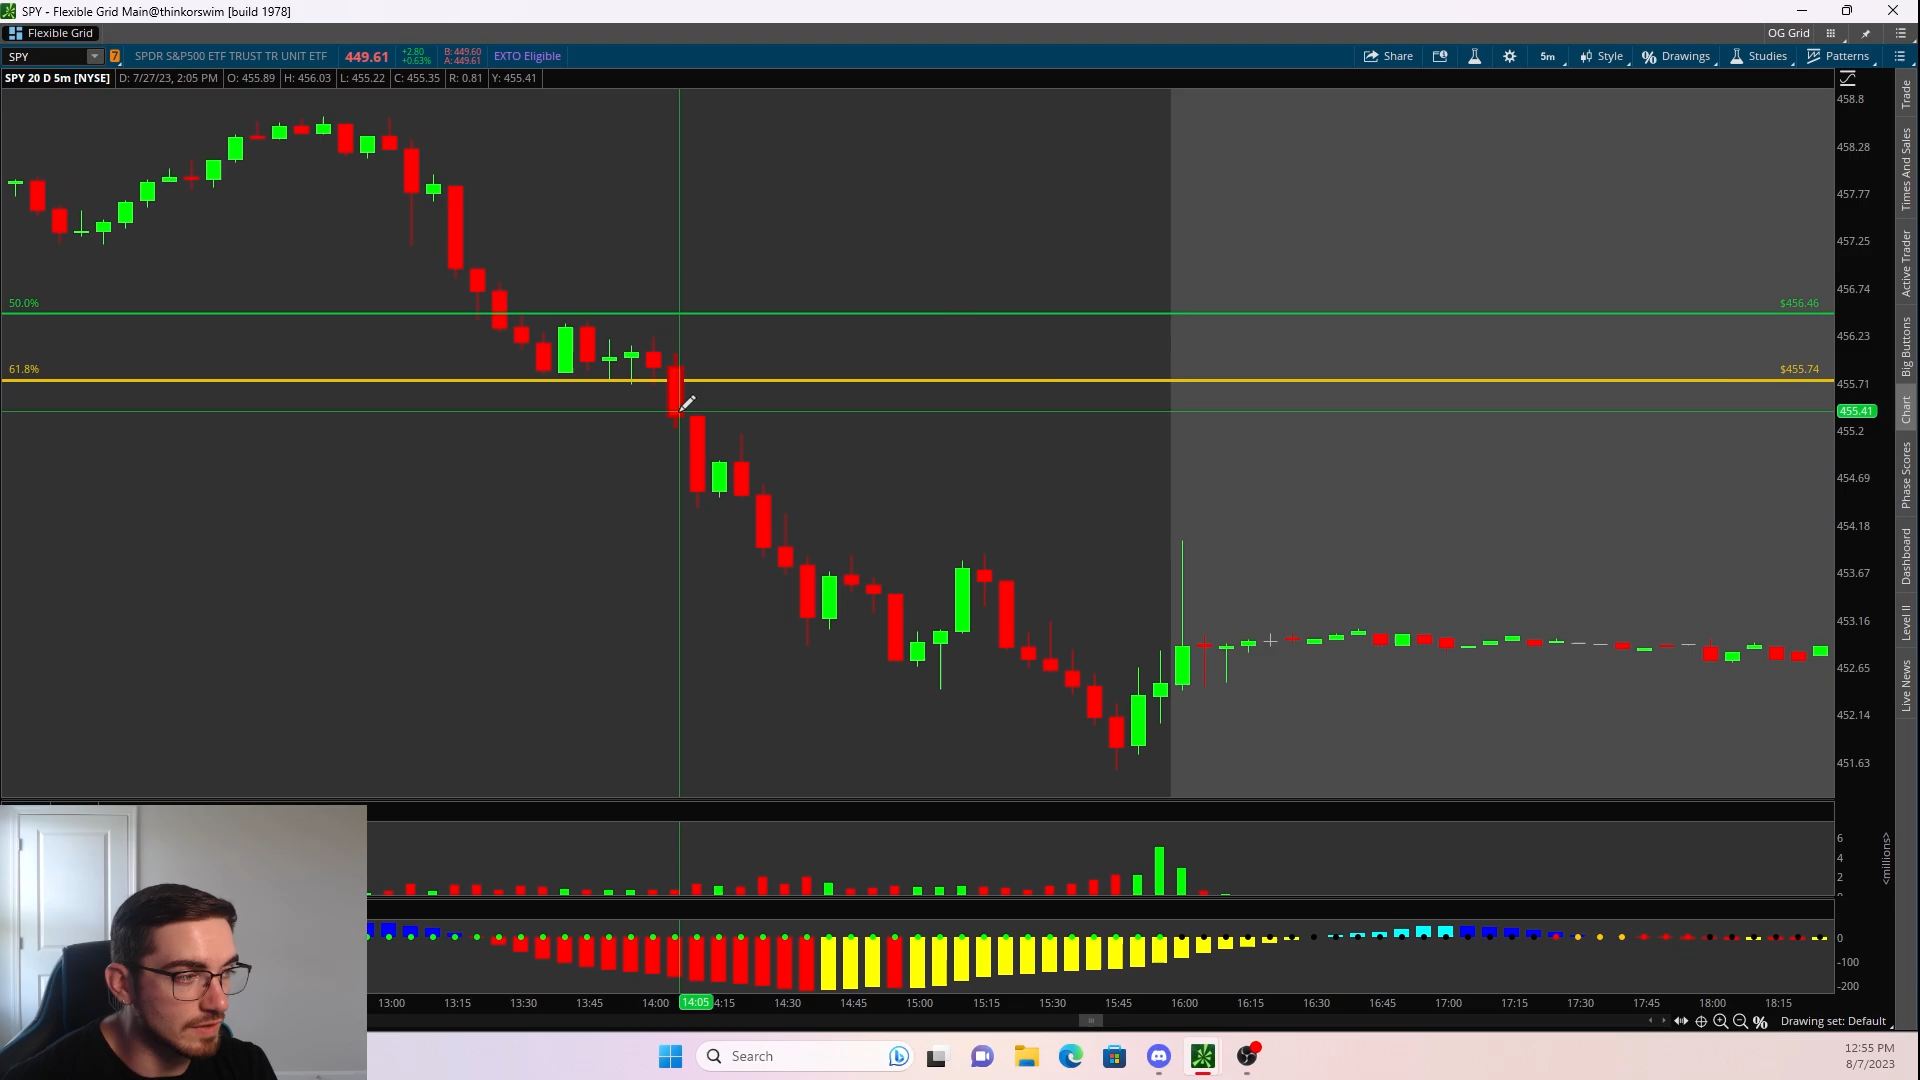 SPY - Flexible Grid Main@thinkorswim [build 1978]
Flexible Grid
OG Grid
SPY
7
SPDR S&P500 ETF TRUST TR UNIT ETF
449.61
+2.80
+0.63%
B: 449.60
A: 449.61
EXTO Eligible
Share
5m
Style
Drawings
Studies
Patterns
SPY 20 D 5m [NYSE]
D: 7/27/23, 2:05 PM
O: 455.89
H: 456.03
L: 455.22
C: 455.35
R: 0.81
Y: 455.41
458.8
458.28
457.77
457.25
456.74
456.23
455.71
455.41
455.2
454.69
454.18
453.67
453.16
452.65
452.14
451.63
50.0%
$456.46
61.8%
$455.74
Trade
Times And Sales
Active Trader
Big Buttons
Chart
Phase Scores
Dashboard
Level II
Live News
6
4
2
<millions>
0
-100
-200
13:00
13:15
13:30
13:45
14:00
14:05
4:15
14:30
14:45
15:00
15:15
15:30
15:45
16:00
16:15
16:30
16:45
17:00
17:15
17:30
17:45
18:00
18:15
Drawing set: Default
Search
12:55 PM
8/7/2023